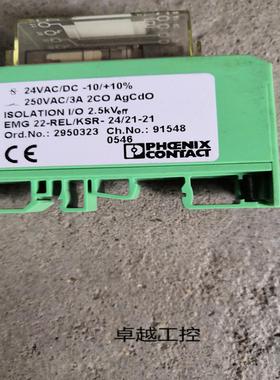 24VAC/DC -10/+10%
250VAC/3A 2CO AgCdO
ISOLATION I/O 2.5kVeff
EMG 22-REL/KSR- 24/21-21
Ord.No.: 2950323 Ch.No.: 91548
0546
CE
PHŒNIX
CONTACT
卓越工控